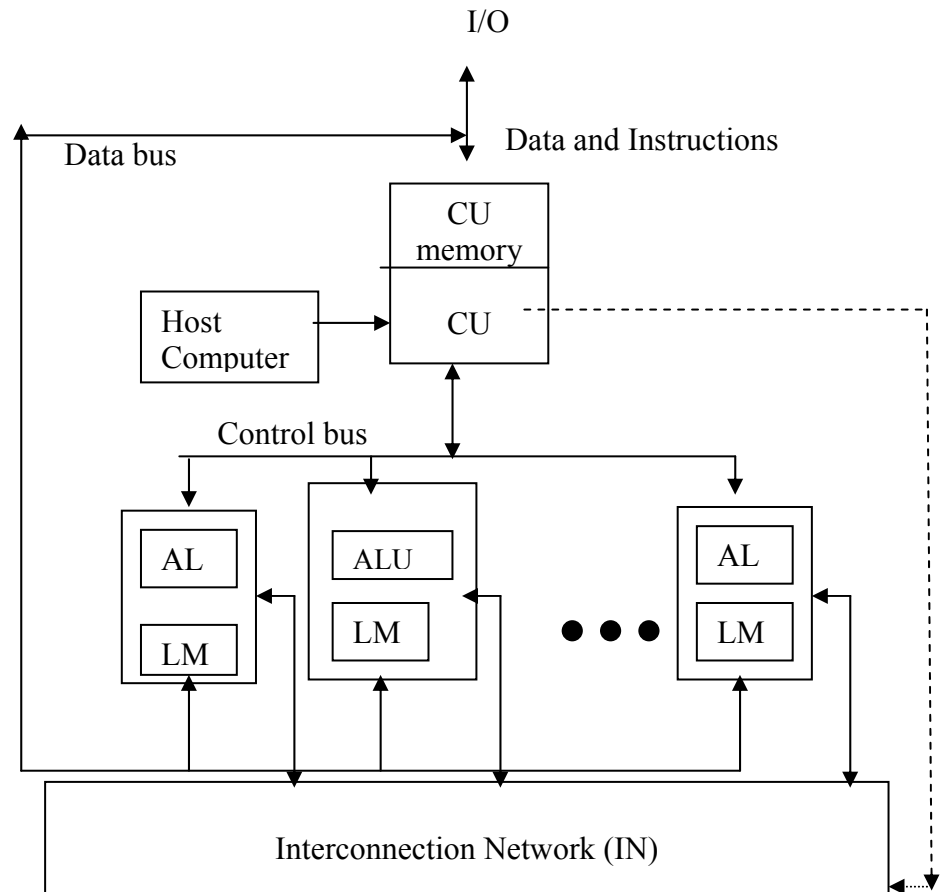 I/O
Data bus
Data and Instructions
CU
memory
Host
Computer
CU
Control bus
AL
LM
ALU
LM
AL
LM
Interconnection Network (IN)